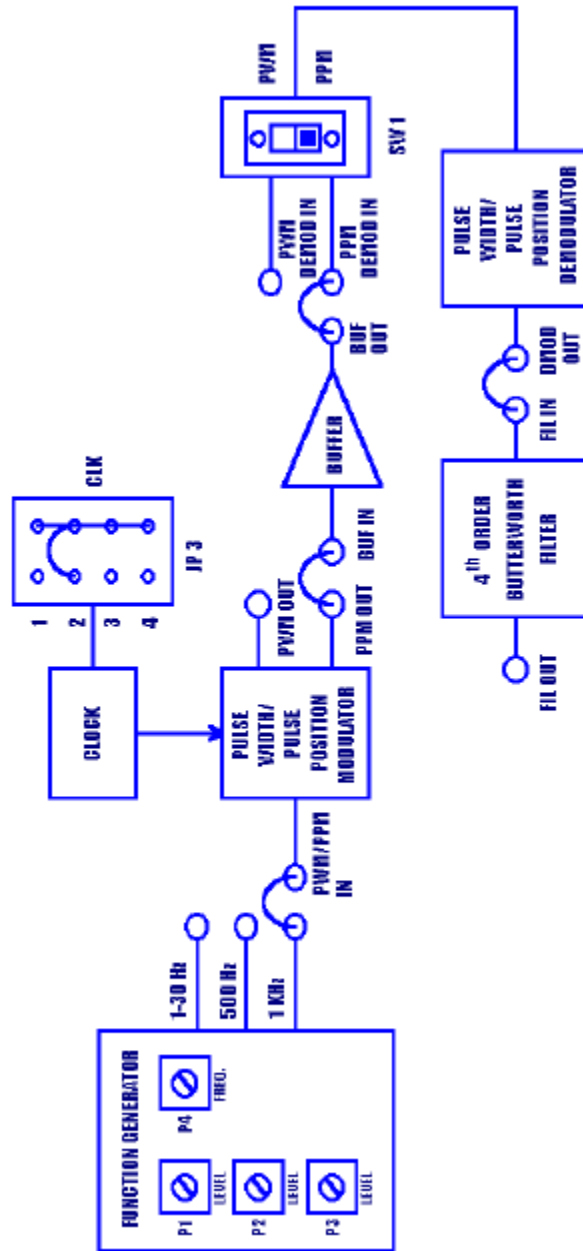 FUNCTION GENERATOR
P4
FREQ.
P1
LEVEL
P2
LEVEL
P3
LEVEL
1-30 Hz
500 Hz
1 KHz
PWM/PPM
IN
CLOCK
1
2
3
4
CLK
JP 3
PULSE
WIDTH/
PULSE
POSITION
MODULATOR
PWM OUT
PPM OUT
BUF IN
BUFFER
BUF
OUT
PWM
DEMOD IN
PPM
DEMOD IN
PWM
PPM
SW 1
PULSE
WIDTH/
PULSE
POSITION
DEMODULATOR
DMOD
OUT
FIL IN
4th ORDER
BUTTERWORTH
FILTER
FIL OUT